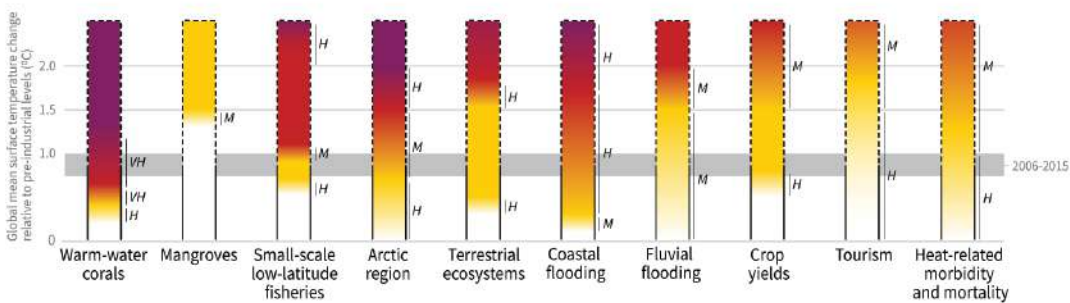 Global mean surface temperature change
relative to pre-industrial levels (°C)
2.0
1.5
1.0
0
2006-2015
VH
VH
H
M
H
M
H
H
M
H
H
H
H
M
M
M
M
H
M
H
M
H
Warm-water
corals
Mangroves
Small-scale
low-latitude
fisheries
Arctic
region
Terrestrial
ecosystems
Coastal
flooding
Fluvial
flooding
Crop
yields
Tourism
Heat-related
morbidity
and mortality